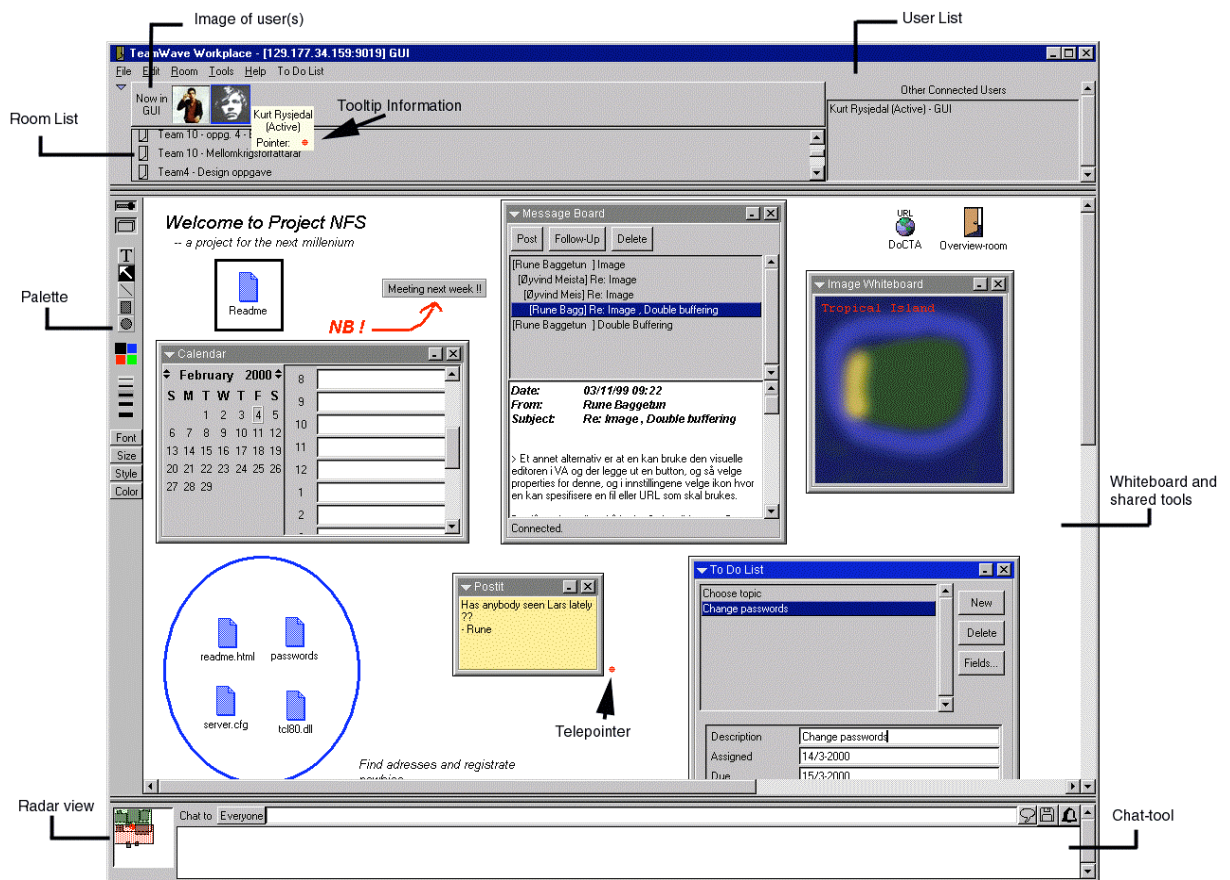 Image of user(s)
User List
TeamWave Workplace - [129.177.34.159:9019] GUI
File Edit Room Tools Help To Do List
Now in
GUI
Tooltip Information
Room List
Kurt Rysjedal
(Active)
Pointer:
Other Connected Users
Kurt Rysjedal (Active) - GUI
Team 10 - oppg. 4 -
Team 10 - Mellomkrigsforfattarar
Team4 - Design oppgave
Welcome to Project NFS
-- a project for the next millenium
Readme
Meeting next week !!
NB !
Palette
T
Font
Size
Style
Color
Message Board
Post Follow-Up Delete
[Rune Baggetun ] Image
[Øyvind Meista] Re: Image
[Øyvind Meis] Re: Image
[Rune Bagg] Re: Image , Double buffering
[Rune Baggetun ] Double Buffering
Date: 03/11/99 09:22
From: Rune Baggetun
Subject: Re: Image , Double buffering
> Et annet alternativ er at en kan bruke den visuelle
editoren i VA og der legge ut en button, og så velge
properties for denne, og i innstillingene velge ikon hvor
en kan spesifisere en fil eller URL som skal brukes.
Connected.
URL
DoCTA
Overview-room
Image Whiteboard
Tropical Island
Calendar
February 2000
S M T W T F S
1 2 3 4 5
6 7 8 9 10 11 12
13 14 15 16 17 18 19
20 21 22 23 24 25 26
27 28 29
8
9
10
11
12
1
2
Whiteboard and
shared tools
readme.html
passwords
server.cfg
tcl80.dll
Postit
Has anybody seen Lars lately
??
- Rune
Telepointer
Find adresses and registrate
To Do List
Choose topic
Change passwords
New
Delete
Fields...
Description Change passwords
Assigned 14/3-2000
Due 15/3-2000
Radar view
Chat to Everyone
Chat-tool